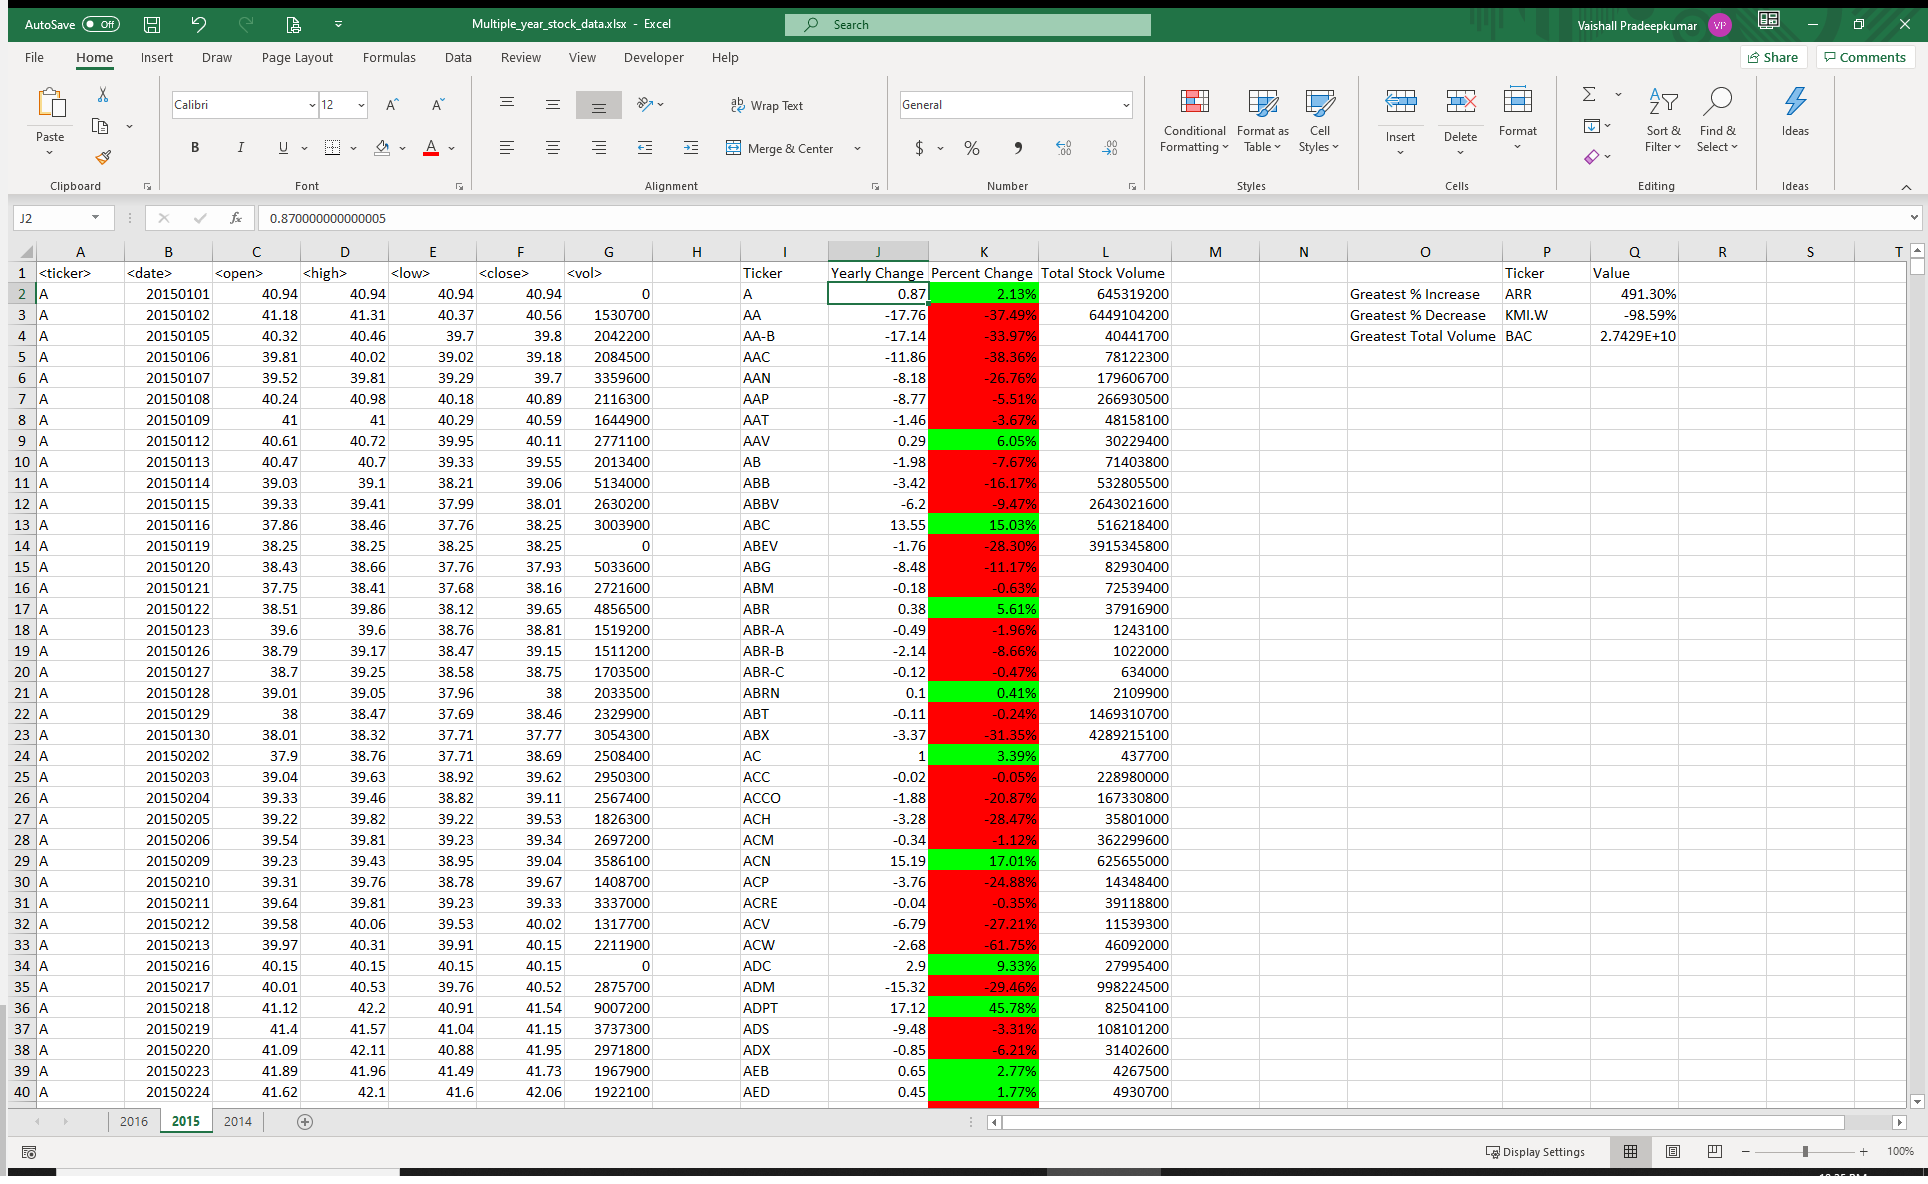 AutoSave Off Multiple_year_stock_data.xlsx - Excel Search Vaishall Pradeepkumar VP
File Home Insert Draw Page Layout Formulas Data Review View Developer Help Share Comments
Calibri 12 Wrap Text General
Paste B I U A Merge & Center $ % Conditional Formatting Format as Table Cell Styles Insert Delete Format Sort & Filter Find & Select Ideas
Clipboard Font Alignment Number Styles Cells Editing Ideas
J2 fx 0.870000000000005
A B C D E F G H I J K L M N O P Q R S T
1 <ticker> <date> <open> <high> <low> <close> <vol> Ticker Yearly Change Percent Change Total Stock Volume Ticker Value
2 A 20150101 40.94 40.94 40.94 40.94 0 A 0.87 2.13% 645319200 Greatest % Increase ARR 491.30%
3 A 20150102 41.18 41.31 40.37 40.56 1530700 AA -17.76 -37.49% 6449104200 Greatest % Decrease KMI.W -98.59%
4 A 20150105 40.32 40.46 39.7 39.8 2042200 AA-B -17.14 -33.97% 40441700 Greatest Total Volume BAC 2.7429E+10
5 A 20150106 39.81 40.02 39.02 39.18 2084500 AAC -11.86 -38.36% 78122300
6 A 20150107 39.52 39.81 39.29 39.7 3359600 AAN -8.18 -26.76% 179606700
7 A 20150108 40.24 40.98 40.18 40.89 2116300 AAP -8.77 -5.51% 266930500
8 A 20150109 41 41 40.29 40.59 1644900 AAT -1.46 -3.67% 48158100
9 A 20150112 40.61 40.72 39.95 40.11 2771100 AAV 0.29 6.05% 30229400
10 A 20150113 40.47 40.7 39.33 39.55 2013400 AB -1.98 -7.67% 71403800
11 A 20150114 39.03 39.1 38.21 39.06 5134000 ABB -3.42 -16.17% 532805500
12 A 20150115 39.33 39.41 37.99 38.01 2630200 ABBV -6.2 -9.47% 2643021600
13 A 20150116 37.86 38.46 37.76 38.25 3003900 ABC 13.55 15.03% 516218400
14 A 20150119 38.25 38.25 38.25 38.25 0 ABEV -1.76 -28.30% 3915345800
15 A 20150120 38.43 38.66 37.76 37.93 5033600 ABG -8.48 -11.17% 82930400
16 A 20150121 37.75 38.41 37.68 38.16 2721600 ABM -0.18 -0.63% 72539400
17 A 20150122 38.51 39.86 38.12 39.65 4856500 ABR 0.38 5.61% 37916900
18 A 20150123 39.6 39.6 38.76 38.81 1519200 ABR-A -0.49 -1.96% 1243100
19 A 20150126 38.79 39.17 38.47 39.15 1511200 ABR-B -2.14 -8.66% 1022000
20 A 20150127 38.7 39.25 38.58 38.75 1703500 ABR-C -0.12 -0.47% 634000
21 A 20150128 39.01 39.05 37.96 38 2033500 ABRN 0.1 0.41% 2109900
22 A 20150129 38 38.47 37.69 38.46 2329900 ABT -0.11 -0.24% 1469310700
23 A 20150130 38.01 38.32 37.71 37.77 3054300 ABX -3.37 -31.35% 4289215100
24 A 20150202 37.9 38.76 37.71 38.69 2508400 AC 1 3.39% 437700
25 A 20150203 39.04 39.63 38.92 39.62 2950300 ACC -0.02 -0.05% 228980000
26 A 20150204 39.33 39.46 38.82 39.11 2567400 ACCO -1.88 -20.87% 167330800
27 A 20150205 39.22 39.82 39.22 39.53 1826300 ACH -3.28 -28.47% 35801000
28 A 20150206 39.54 39.81 39.23 39.34 2697200 ACM -0.34 -1.12% 362299600
29 A 20150209 39.23 39.43 38.95 39.04 3586100 ACN 15.19 17.01% 625655000
30 A 20150210 39.31 39.76 38.78 39.67 1408700 ACP -3.76 -24.88% 14348400
31 A 20150211 39.64 39.81 39.23 39.33 3337000 ACRE -0.04 -0.35% 39118800
32 A 20150212 39.58 40.06 39.53 40.02 1317700 ACV -6.79 -27.21% 11539300
33 A 20150213 39.97 40.31 39.91 40.15 2211900 ACW -2.68 -61.75% 46092000
34 A 20150216 40.15 40.15 40.15 40.15 0 ADC 2.9 9.33% 27995400
35 A 20150217 40.01 40.53 39.76 40.52 2875700 ADM -15.32 -29.46% 998224500
36 A 20150218 41.12 42.2 40.91 41.54 9007200 ADPT 17.12 45.78% 82504100
37 A 20150219 41.4 41.57 41.04 41.15 3737300 ADS -9.48 -3.31% 108101200
38 A 20150220 41.09 42.11 40.88 41.95 2971800 ADX -0.85 -6.21% 31402600
39 A 20150223 41.89 41.96 41.49 41.73 1967900 AEB 0.65 2.77% 4267500
40 A 20150224 41.62 42.1 41.6 42.06 1922100 AED 0.45 1.77% 4930700
2016 2015 2014
Display Settings 100%